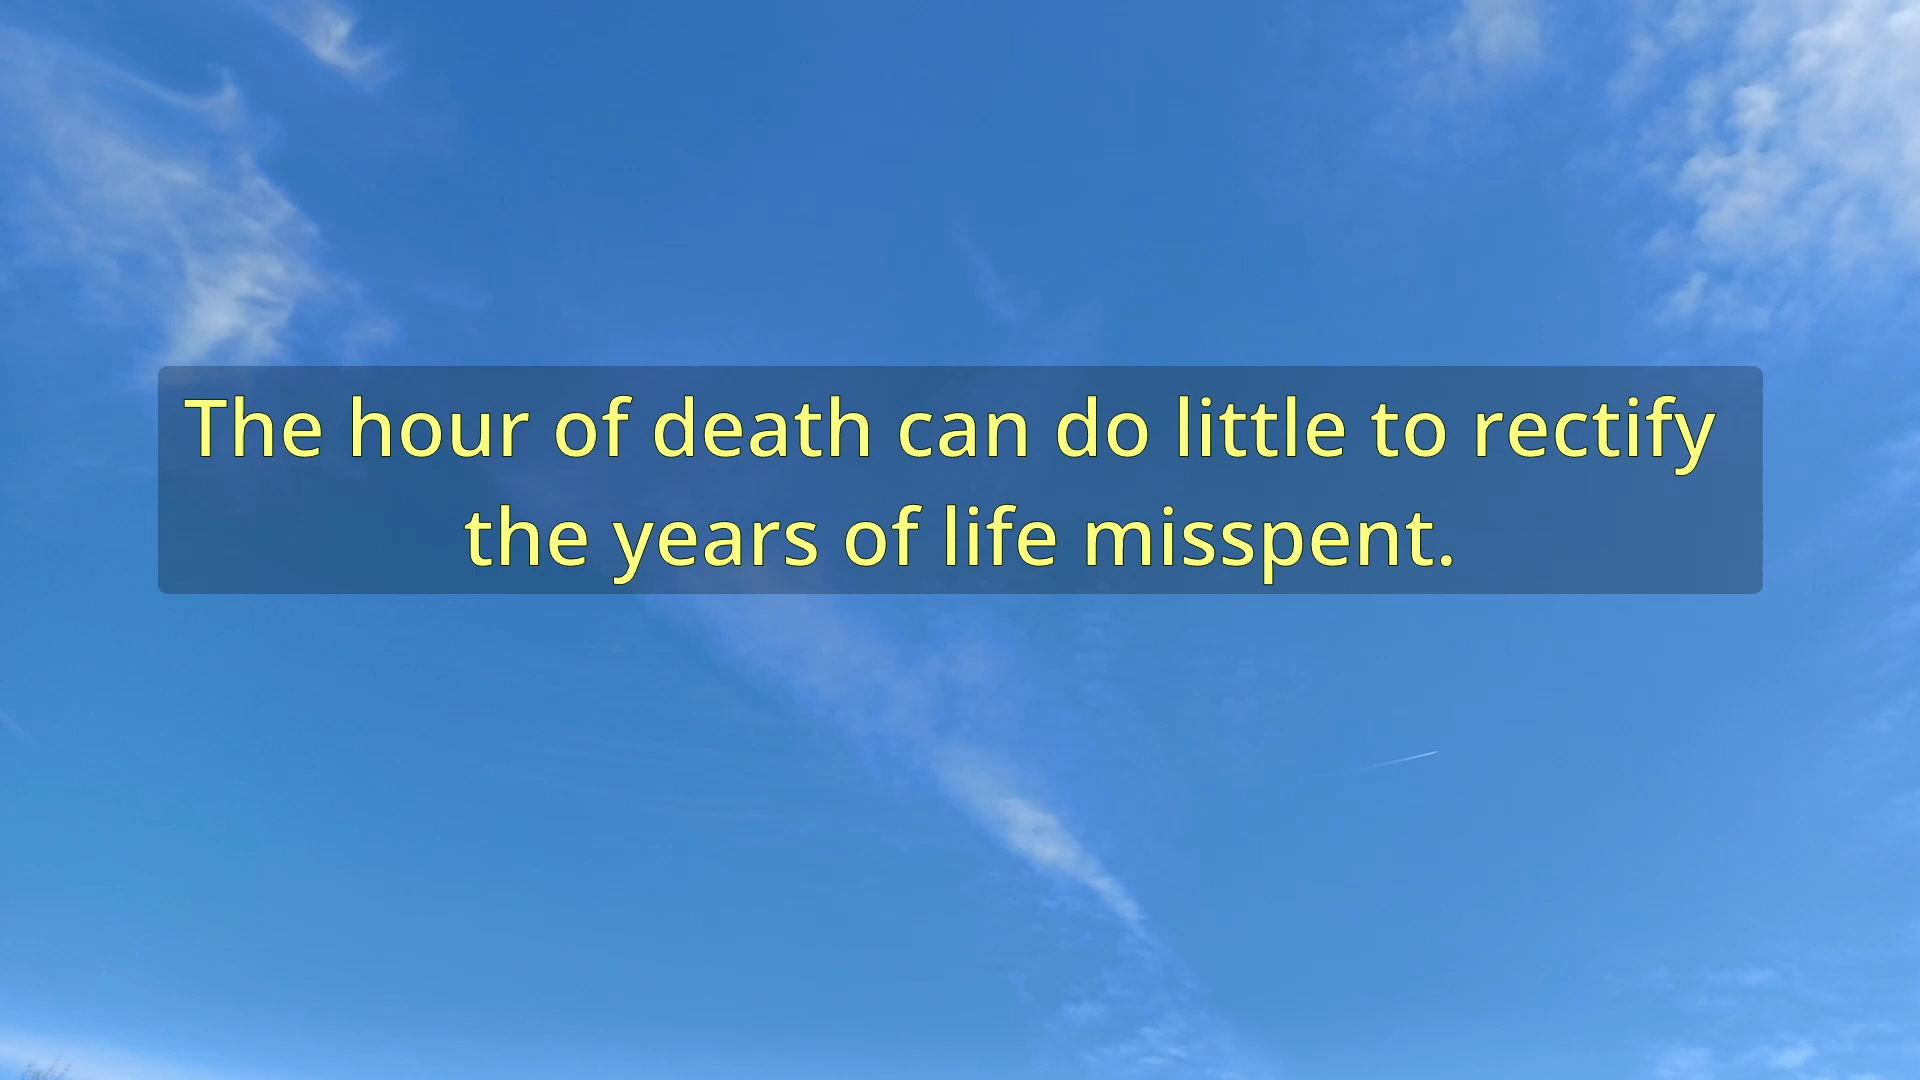 The hour of death can do little to rectify
the years of life misspent.